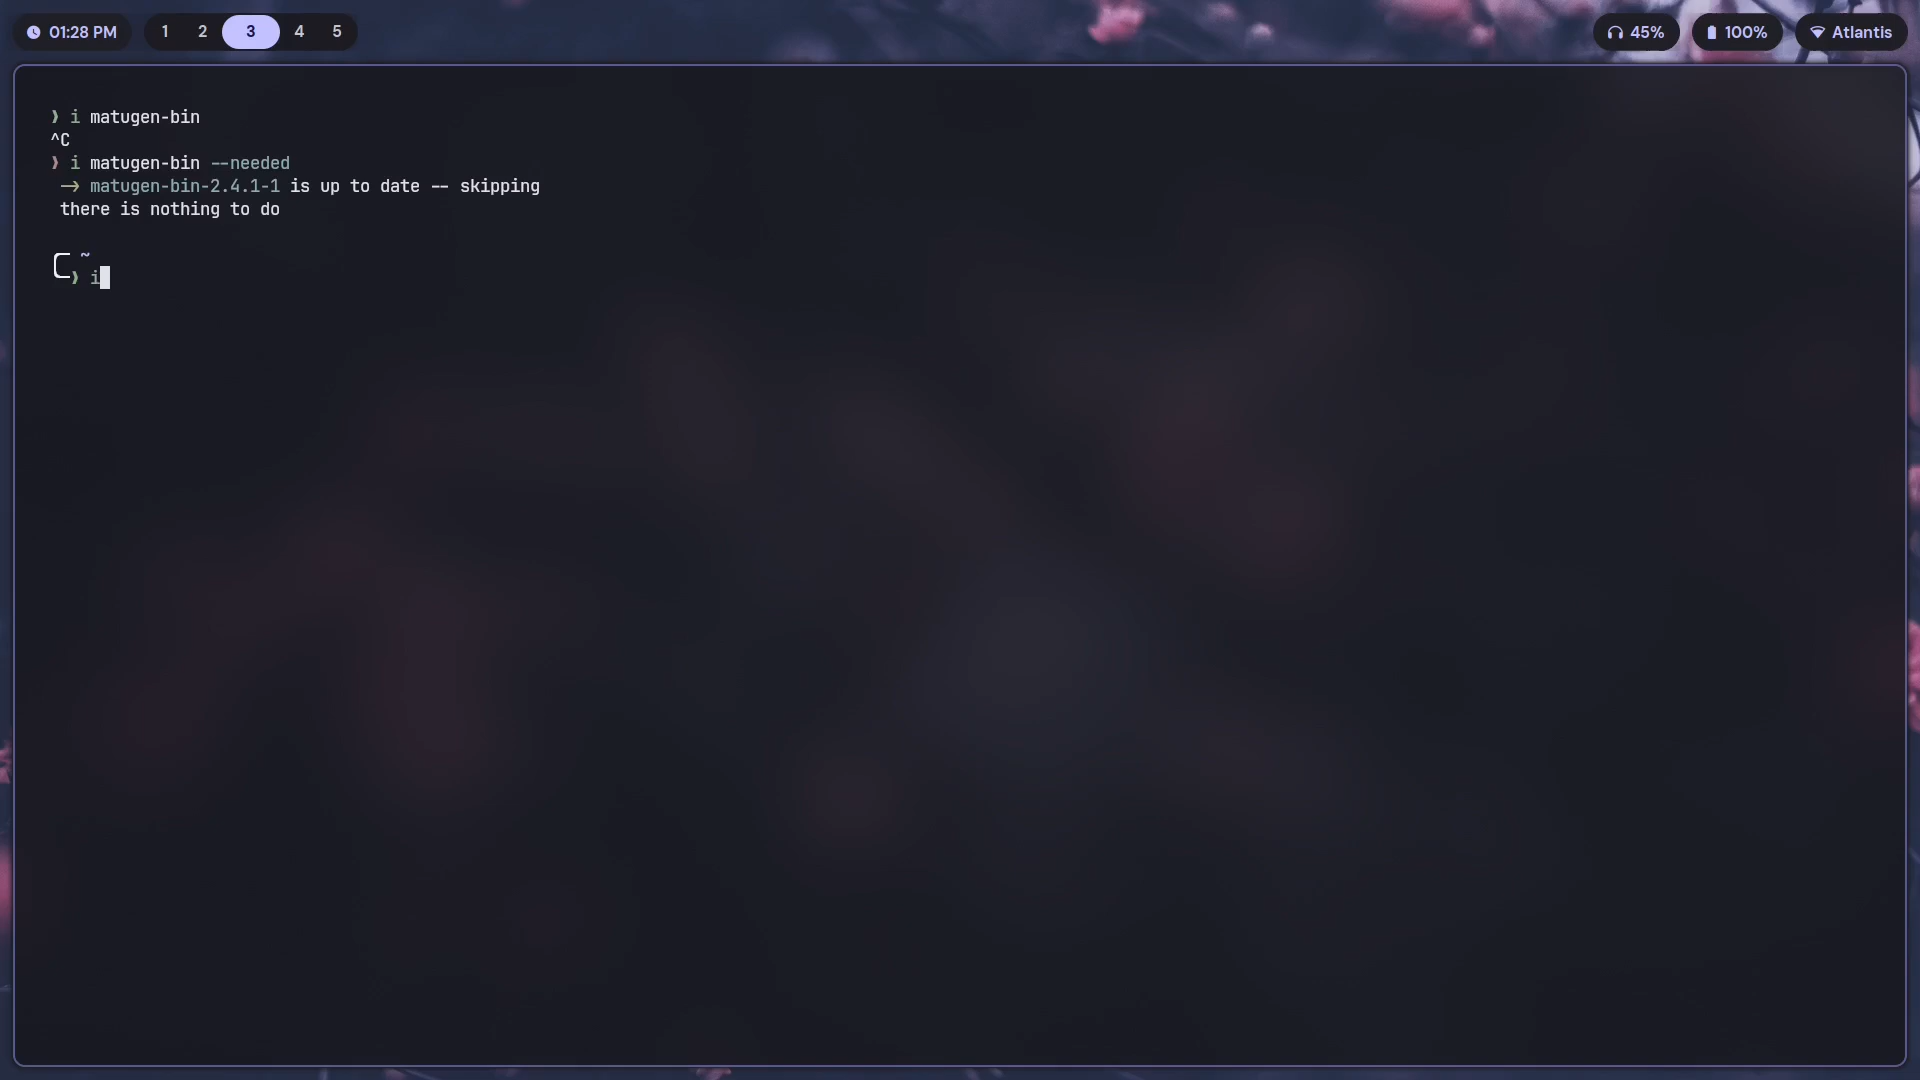 01:28 PM 1 2 3 4 5 45% 100% Atlantis
❱ i matugen-bin
^C
❱ i matugen-bin --needed
--> matugen-bin-2.4.1-1 is up to date -- skipping
there is nothing to do
~
❱ i